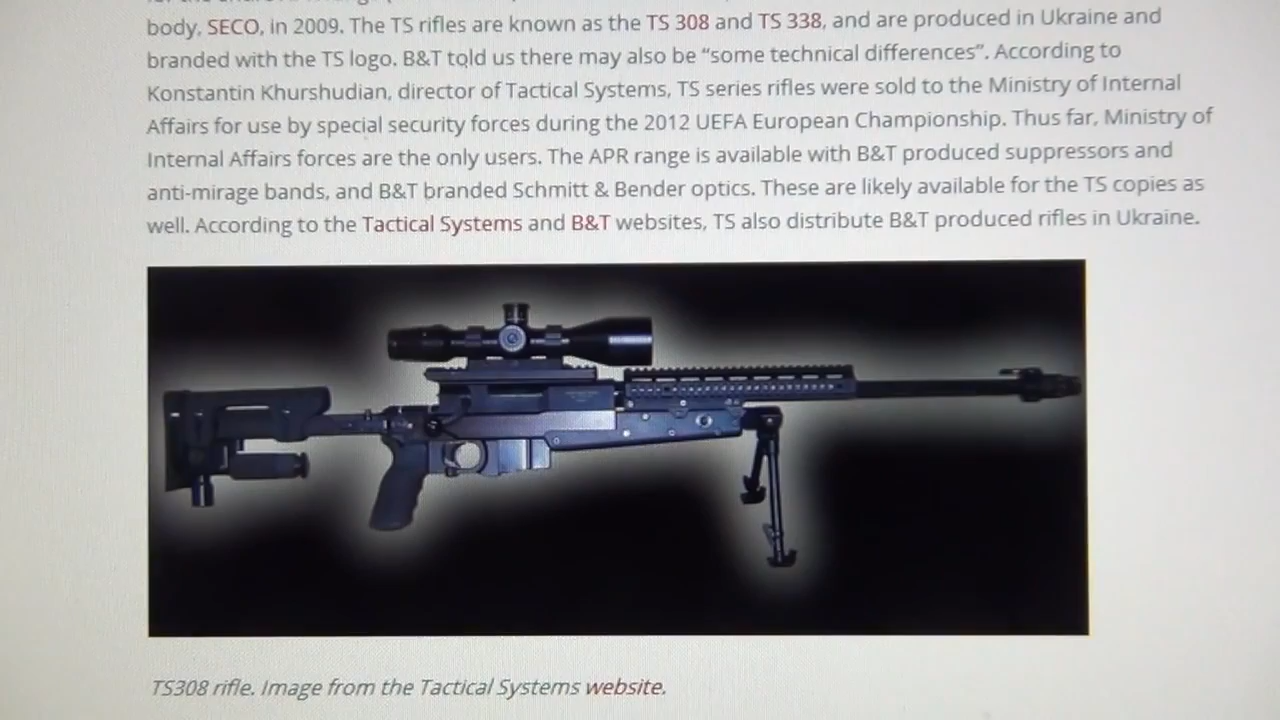 body, SECO, in 2009. The TS rifles are known as the TS 308 and TS 338, and are produced in Ukraine and
branded with the TS logo. B&T told us there may also be “some technical differences”. According to
Konstantin Khurshudian, director of Tactical Systems, TS series rifles were sold to the Ministry of Internal
Affairs for use by special security forces during the 2012 UEFA European Championship. Thus far, Ministry of
Internal Affairs forces are the only users. The APR range is available with B&T produced suppressors and
anti-mirage bands, and B&T branded Schmitt & Bender optics. These are likely available for the TS copies as
well. According to the Tactical Systems and B&T websites, TS also distribute B&T produced rifles in Ukraine.
TS308 rifle. Image from the Tactical Systems website.